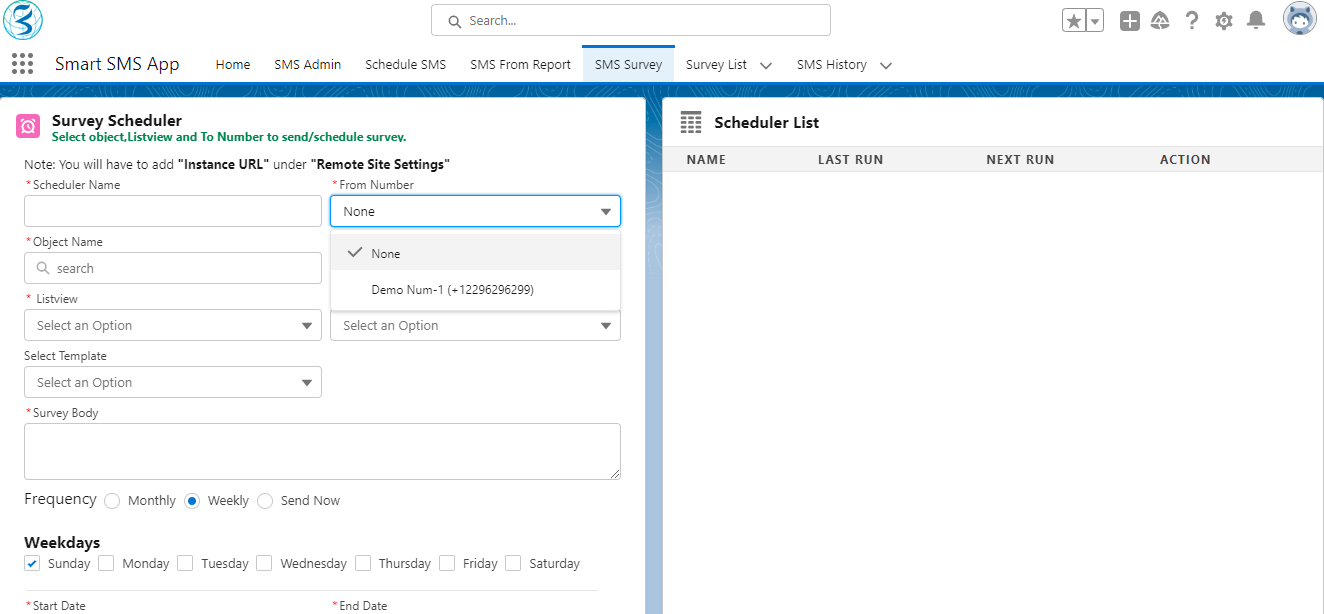 Search...
Smart SMS App
Home
SMS Admin
Schedule SMS
SMS From Report
SMS Survey
Survey List
SMS History
Survey Scheduler
Select object,Listview and To Number to send/schedule survey.
Note: You will have to add "Instance URL" under "Remote Site Settings"
*Scheduler Name
*From Number
None
None
Demo Num-1 (+12296296299)
*Object Name
search
* Listview
Select an Option
Select an Option
Select Template
Select an Option
*Survey Body
Frequency
Monthly
Weekly
Send Now
Weekdays
Sunday
Monday
Tuesday
Wednesday
Thursday
Friday
Saturday
*Start Date
*End Date
Scheduler List
NAME
LAST RUN
NEXT RUN
ACTION